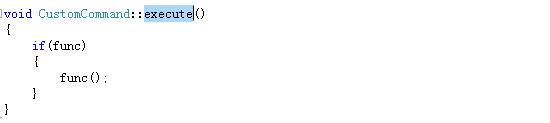 void CustomCommand::execute()
{
    if(func)
    {
        func();
    }
}